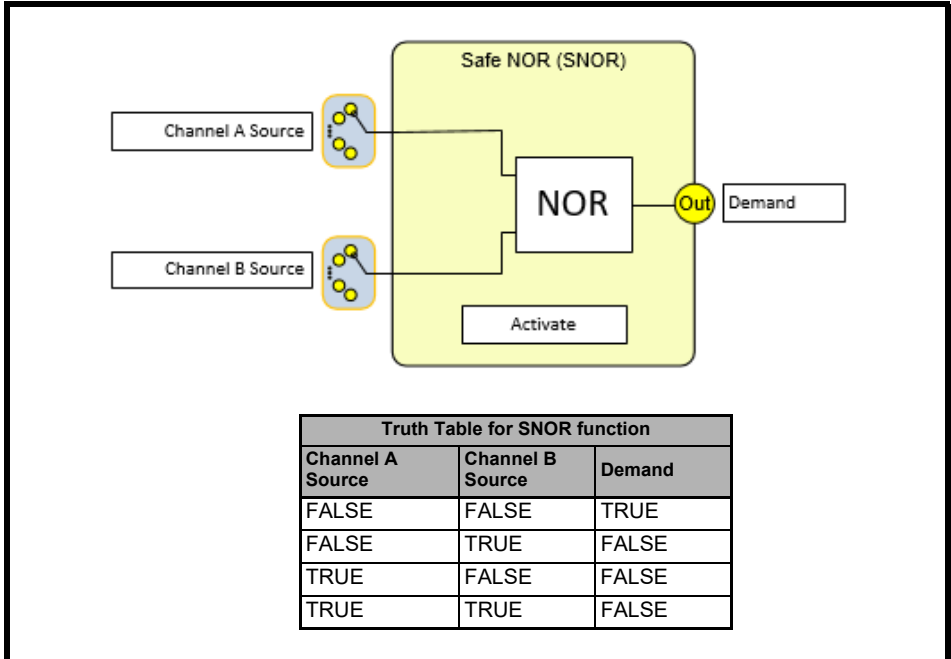 Safe NOR (SNOR)
Channel A Source
NOR
Out
Demand
Channel B Source
Activate
Truth Table for SNOR function
Channel A Source
Channel B Source
Demand
FALSE
FALSE
TRUE
FALSE
TRUE
FALSE
TRUE
FALSE
FALSE
TRUE
TRUE
FALSE